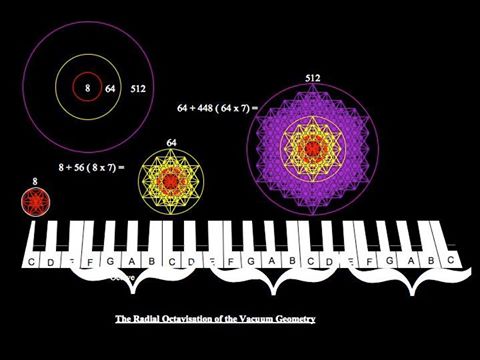 8 64 512
512
64 + 448 ( 64 x 7) =
64
8 + 56 ( 8 x 7) =
8
C D E F G A B C D E F G A B C D E F G A B C
Octave
The Radial Octavisation of the Vacuum Geometry